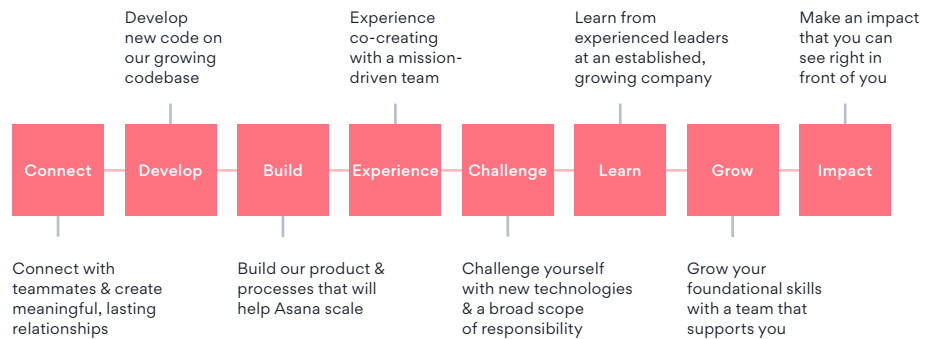 Develop
new code on
our growing
codebase
Experience
co-creating
with a mission-
driven team
Learn from
experienced leaders
at an established,
growing company
Make an impact
that you can
see right in
front of you
Connect
Develop
Build
Experience
Challenge
Learn
Grow
Impact
Connect with
teammates & create
meaningful, lasting
relationships
Build our product &
processes that will
help Asana scale
Challenge yourself
with new technologies
& a broad scope
of responsibility
Grow your
foundational skills
with a team that
supports you